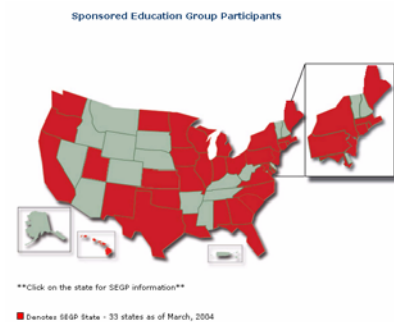 Sponsored Education Group Participants
**Click on the state for SEGP information**
Denotes SEGP State - 33 states as of March, 2004